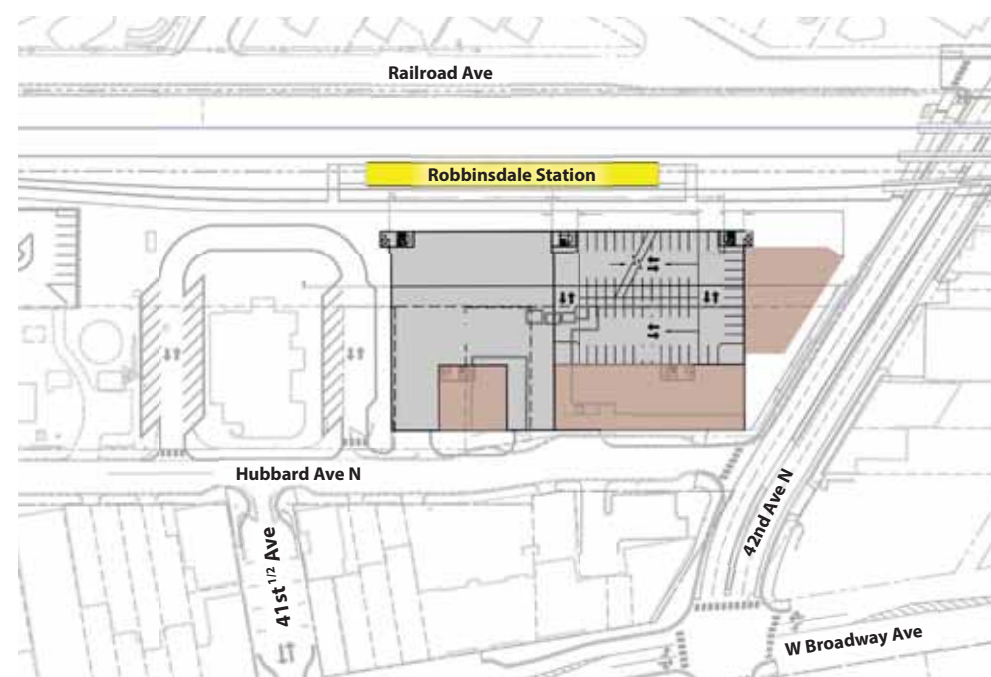 Railroad Ave
Robbinsdale Station
Hubbard Ave N
41st 1/2 Ave
42nd Ave N
W Broadway Ave